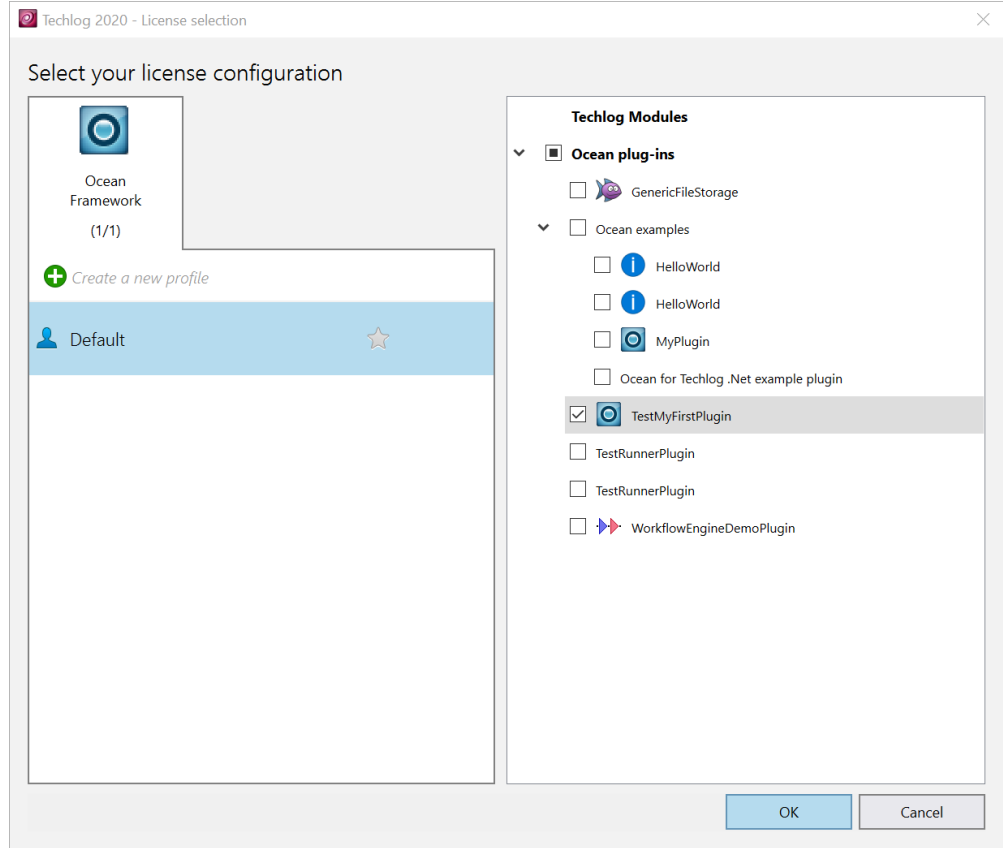 Techlog 2020 - License selection
Select your license configuration
Ocean
Framework
(1/1)
Create a new profile
Default
Techlog Modules
Ocean plug-ins
GenericFileStorage
Ocean examples
HelloWorld
HelloWorld
MyPlugin
Ocean for Techlog .Net example plugin
TestMyFirstPlugin
TestRunnerPlugin
TestRunnerPlugin
WorkflowEngineDemoPlugin
OK
Cancel